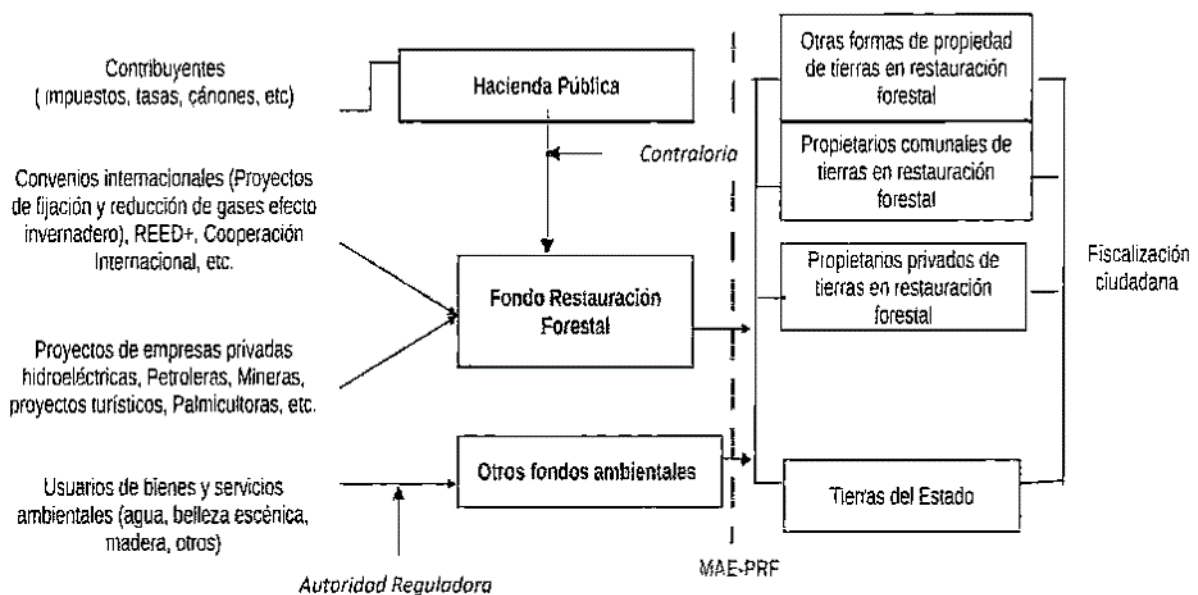 Contribuyentes
( impuestos, tasas, cánones, etc)
Hacienda Pública
Contraloria
Convenios internacionales (Proyectos
de fijación y reducción de gases efecto
invernadero), REED+, Cooperación
Internacional, etc.
Fondo Restauración
Forestal
Proyectos de empresas privadas
hidroeléctricas, Petroleras, Mineras,
proyectos turísticos, Palmicultoras, etc.
Otros fondos ambientales
Usuarios de bienes y servicios
ambientales (agua, belleza escénica,
madera, otros)
Autoridad Reguladora
MAE-PRF
Otras formas de propiedad
de tierras en restauración
forestal
Propietarios comunales de
tierras en restauración
forestal
Propietarios privados de
tierras en restauración
forestal
Tierras del Estado
Fiscalización
ciudadana